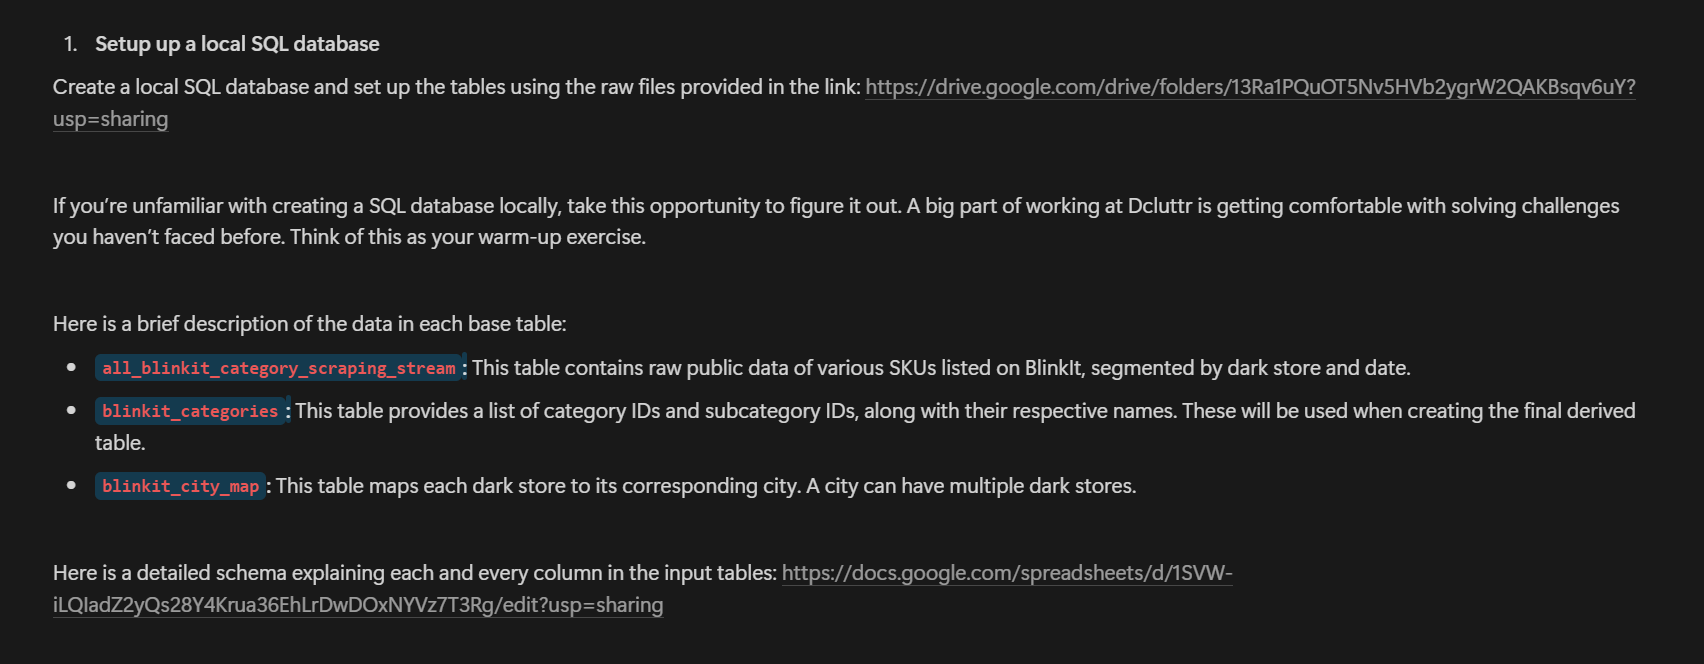 1. Setup up a local SQL database
Create a local SQL database and set up the tables using the raw files provided in the link: https://drive.google.com/drive/folders/13Ra1PQuOT5Nv5HVb2ygrW2QAKBsqv6uY?
usp=sharing
If you’re unfamiliar with creating a SQL database locally, take this opportunity to figure it out. A big part of working at Dcluttr is getting comfortable with solving challenges
you haven’t faced before. Think of this as your warm-up exercise.
Here is a brief description of the data in each base table:
• all_blinkit_category_scraping_stream : This table contains raw public data of various SKUs listed on BlinkIt, segmented by dark store and date.
• blinkit_categories : This table provides a list of category IDs and subcategory IDs, along with their respective names. These will be used when creating the final derived
table.
• blinkit_city_map : This table maps each dark store to its corresponding city. A city can have multiple dark stores.
Here is a detailed schema explaining each and every column in the input tables: https://docs.google.com/spreadsheets/d/1SVW-
iLQIadZ2yQs28Y4Krua36EhLrDwDOxNYVz7T3Rg/edit?usp=sharing